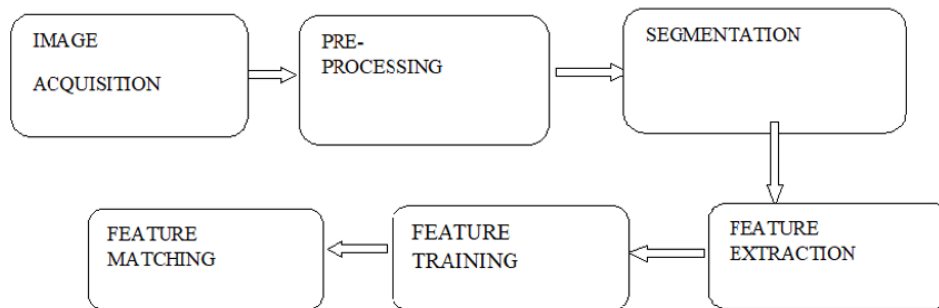 IMAGE
ACQUISITION
PRE-
PROCESSING
SEGMENTATION
FEATURE
EXTRACTION
FEATURE
TRAINING
FEATURE
MATCHING